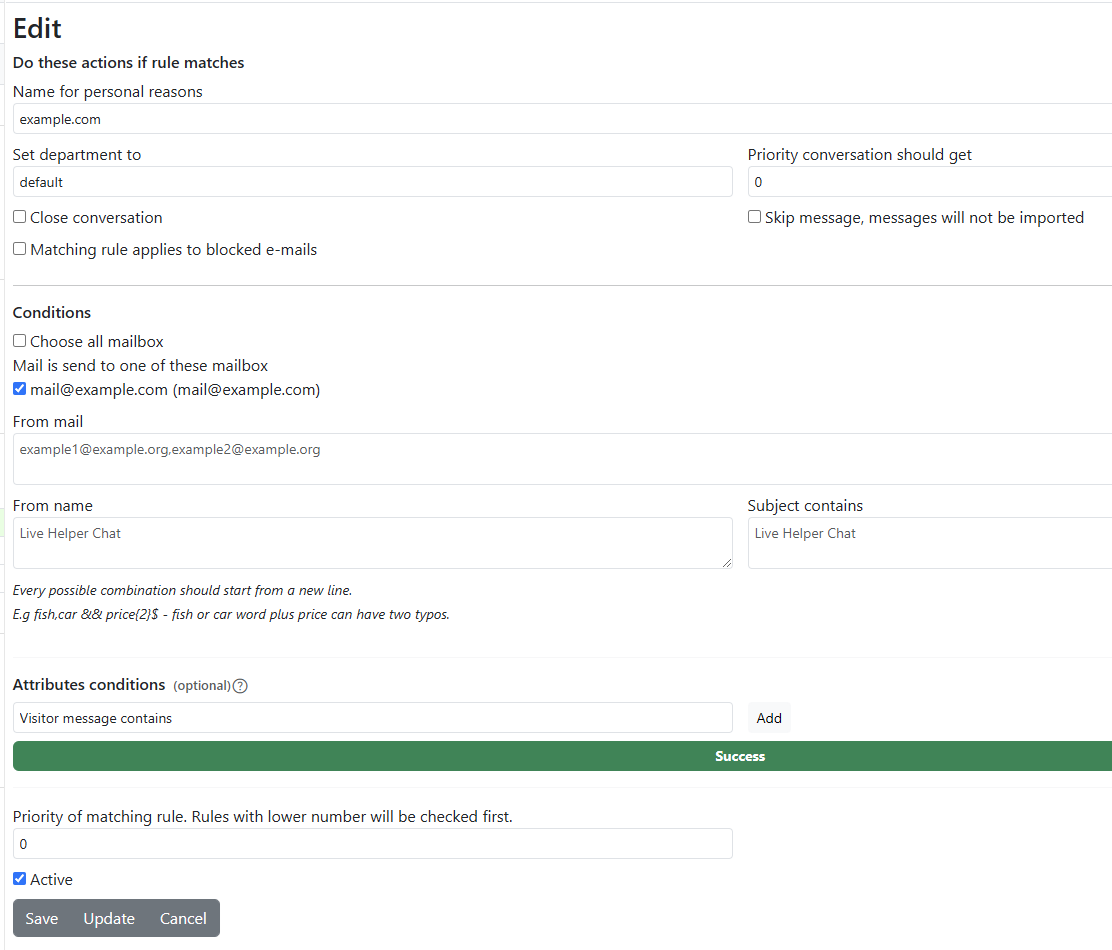 Edit
Do these actions if rule matches
Name for personal reasons
example.com
Set department to
Priority conversation should get
default
0
Close conversation
Skip message, messages will not be imported
Matching rule applies to blocked e-mails
Conditions
Choose all mailbox
Mail is send to one of these mailbox
mail@example.com (mail@example.com)
From mail
example1@example.org,example2@example.org
From name
Subject contains
Live Helper Chat
Live Helper Chat
Every possible combination should start from a new line.
E.g fish,car && price{2}$ - fish or car word plus price can have two typos.
Attributes conditions (optional) ?
Visitor message contains
Add
Success
Priority of matching rule. Rules with lower number will be checked first.
0
Active
Save Update Cancel